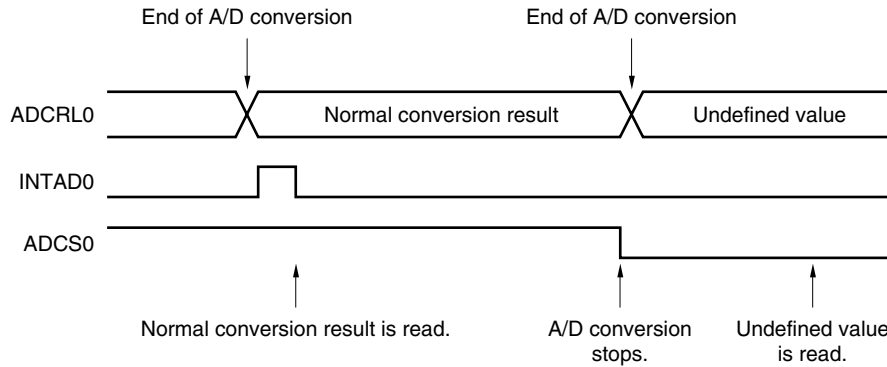 End of A/D conversion
End of A/D conversion
ADCRL0
Normal conversion result
Undefined value
INTAD0
ADCS0
Normal conversion result is read.
A/D conversion
stops.
Undefined value
is read.